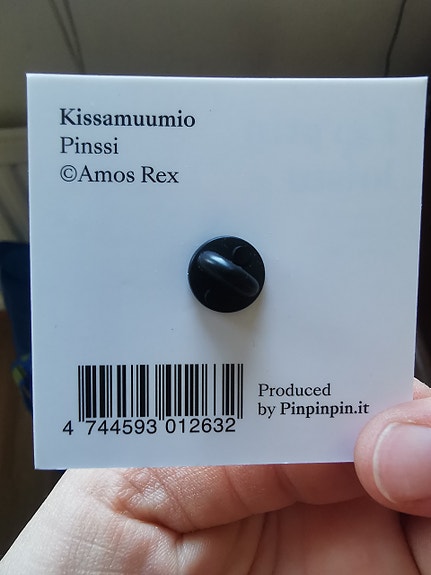 Kissamuumio
Pinssi
©Amos Rex
Produced
by Pinpinpin.it
4 744593 012632